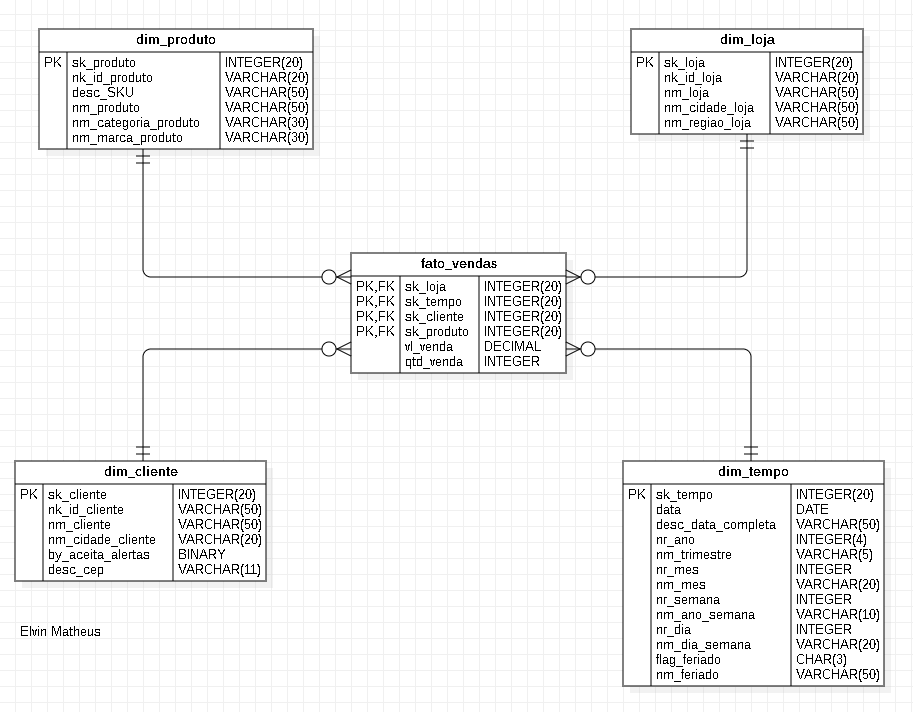 dim_produto
PK sk_produto INTEGER(20)
nk_id_produto VARCHAR(20)
desc_SKU VARCHAR(50)
nm_produto VARCHAR(50)
nm_categoria_produto VARCHAR(30)
nm_marca_produto VARCHAR(30)
dim_loja
PK sk_loja INTEGER(20)
nk_id_loja VARCHAR(20)
nm_loja VARCHAR(50)
nm_cidade_loja VARCHAR(50)
nm_regiao_loja VARCHAR(50)
fato_vendas
PK,FK sk_loja INTEGER(20)
PK,FK sk_tempo INTEGER(20)
PK,FK sk_cliente INTEGER(20)
PK,FK sk_produto INTEGER(20)
vl_venda DECIMAL
qtd_venda INTEGER
dim_cliente
PK sk_cliente INTEGER(20)
nk_id_cliente VARCHAR(50)
nm_cliente VARCHAR(50)
nm_cidade_cliente VARCHAR(20)
by_aceita_alertas BINARY
desc_cep VARCHAR(11)
dim_tempo
PK sk_tempo INTEGER(20)
data DATE
desc_data_completa VARCHAR(50)
nr_ano INTEGER(4)
nm_trimestre VARCHAR(5)
nr_mes INTEGER
nm_mes VARCHAR(20)
nr_semana INTEGER
nm_ano_semana VARCHAR(10)
nr_dia INTEGER
nm_dia_semana VARCHAR(20)
flag_feriado CHAR(3)
nm_feriado VARCHAR(50)
Elvin Matheus